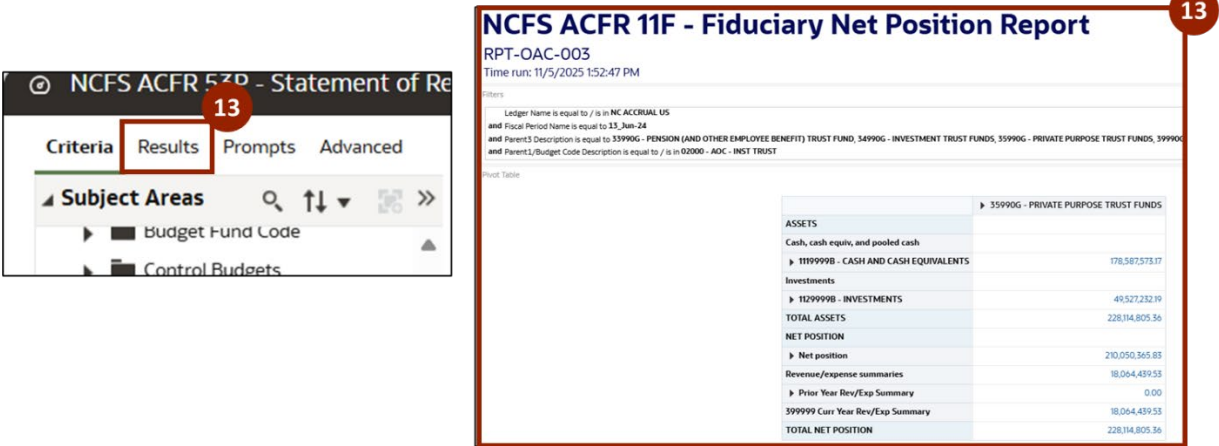 NCFS ACFR 53P - Statement of Re
13
Criteria Results Prompts Advanced
Subject Areas
Budget Fund Code
Control Budgets
13
NCFS ACFR 11F - Fiduciary Net Position Report
RPT-OAC-003
Time run: 11/5/2025 1:52:47 PM
Filters
Ledger Name is equal to / is in NC ACCRUAL US
and Fiscal Period Name is equal to 13_Jun-24
and Parent3 Description is equal to 33990G - PENSION (AND OTHER EMPLOYEE BENEFIT) TRUST FUND, 34990G - INVESTMENT TRUST FUNDS, 35990G - PRIVATE PURPOSE TRUST FUNDS, 39990
and Parent1/Budget Code Description is equal to / is in 02000 - AOC - INST TRUST
Pivot Table
35990G - PRIVATE PURPOSE TRUST FUNDS
ASSETS
Cash, cash equiv, and pooled cash
1119999B - CASH AND CASH EQUIVALENTS 178,587,573.17
Investments
1129999B - INVESTMENTS 49,527,232.19
TOTAL ASSETS 228,114,805.36
NET POSITION
Net position 210,050,365.83
Revenue/expense summaries 18,064,439.53
Prior Year Rev/Exp Summary 0.00
399999 Curr Year Rev/Exp Summary 18,064,439.53
TOTAL NET POSITION 228,114,805.36